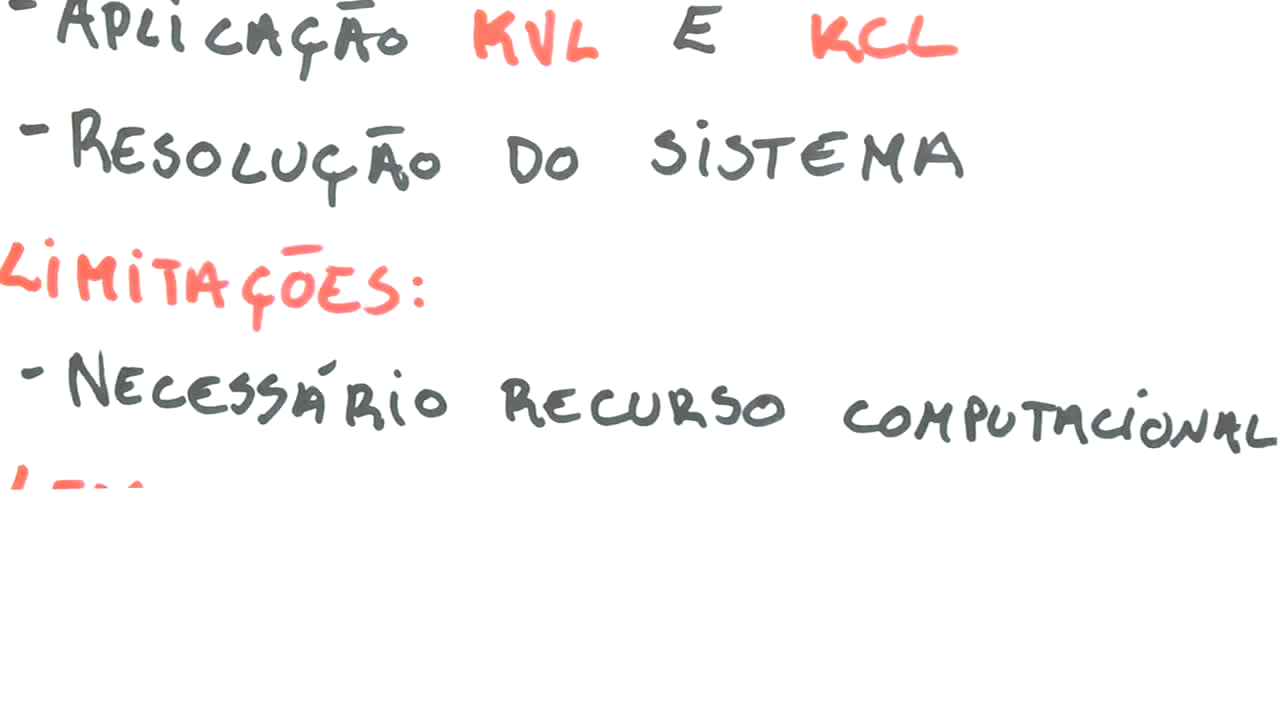 - APLICAÇÃO KVL E KCL
- RESOLUÇÃO DO SISTEMA
LIMITAÇÕES:
- NECESSÁRIO RECURSO COMPUTACIONAL